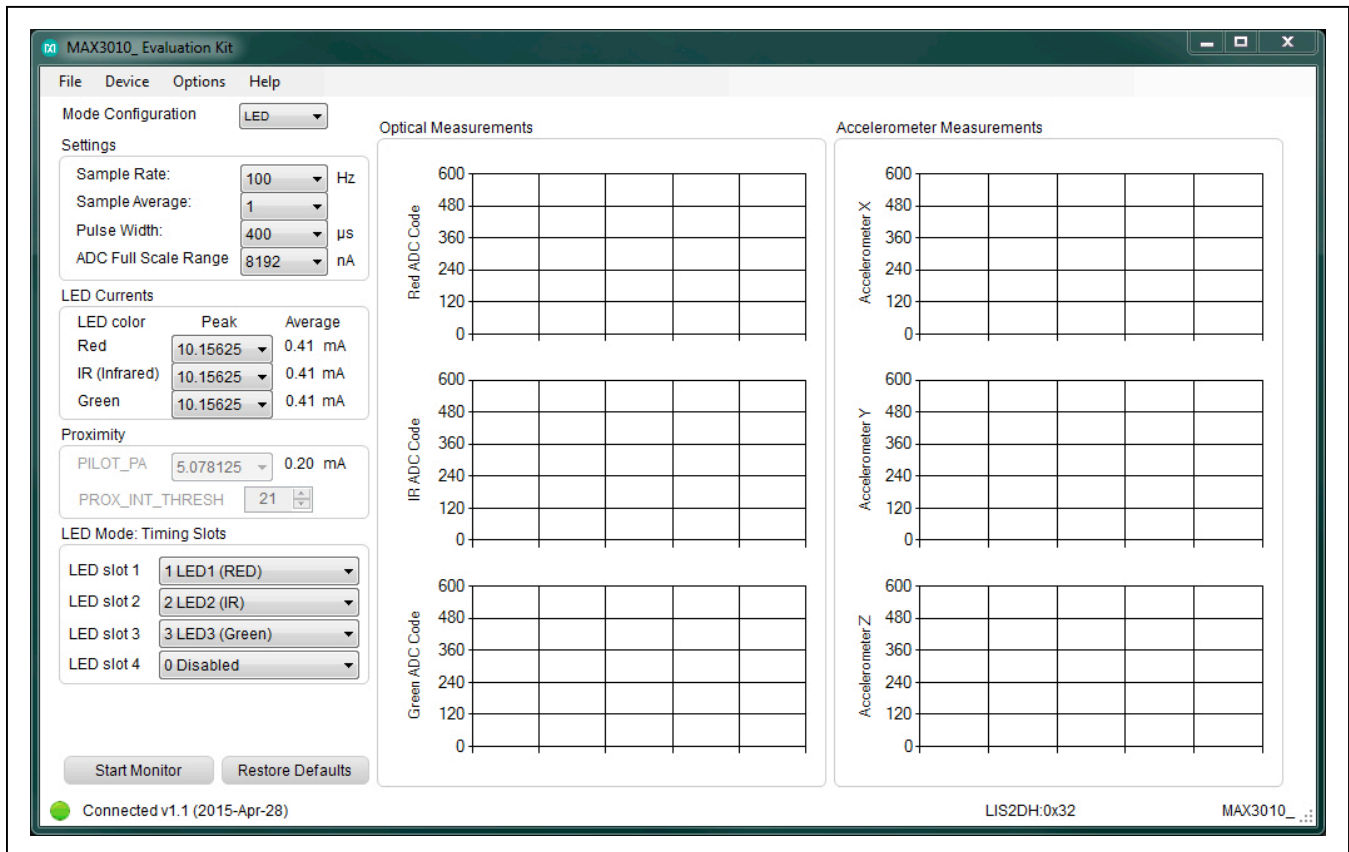 MAX3010_ Evaluation Kit
File Device Options Help
Mode Configuration LED
Settings
Sample Rate: 100 Hz
Sample Average: 1
Pulse Width: 400 µs
ADC Full Scale Range 8192 nA
LED Currents
LED color Peak Average
Red 10.15625 0.41 mA
IR (Infrared) 10.15625 0.41 mA
Green 10.15625 0.41 mA
Proximity
PILOT_PA 5.078125 0.20 mA
PROX_INT_THRESH 21
LED Mode: Timing Slots
LED slot 1 1 LED1 (RED)
LED slot 2 2 LED2 (IR)
LED slot 3 3 LED3 (Green)
LED slot 4 0 Disabled
Start Monitor Restore Defaults
Optical Measurements
Red ADC Code
600
480
360
240
120
0
IR ADC Code
600
480
360
240
120
0
Green ADC Code
600
480
360
240
120
0
Accelerometer Measurements
Accelerometer X
600
480
360
240
120
0
Accelerometer Y
600
480
360
240
120
0
Accelerometer Z
600
480
360
240
120
0
Connected v1.1 (2015-Apr-28) LIS2DH:0x32 MAX3010_